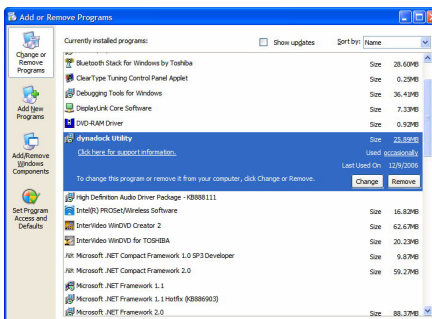 Add or Remove Programs
Change or Remove Programs
Add New Programs
Add/Remove Windows Components
Set Program Access and Defaults
Currently installed programs:
Show updates
Sort by: Name
Bluetooth Stack for Windows by Toshiba Size 28.60MB
ClearType Tuning Control Panel Applet Size 0.25MB
Debugging Tools for Windows Size 36.41MB
DisplayLink Core Software Size 7.33MB
DVD-RAM Driver Size 0.92MB
dynadock Utility Size 25.89MB
Click here for support information. Used occasionally
Last Used On 12/9/2006
To change this program or remove it from your computer, click Change or Remove. Change Remove
High Definition Audio Driver Package - KB888111
Intel(R) PROSet/Wireless Software Size 16.82MB
InterVideo WinDVD Creator 2 Size 62.67MB
InterVideo WinDVD for TOSHIBA Size 20.23MB
Microsoft .NET Compact Framework 1.0 SP3 Developer Size 9.87MB
Microsoft .NET Compact Framework 2.0 Size 59.27MB
Microsoft .NET Framework 1.1
Microsoft .NET Framework 1.1 Hotfix (KB886903)
Microsoft .NET Framework 2.0 Size 88.37MB